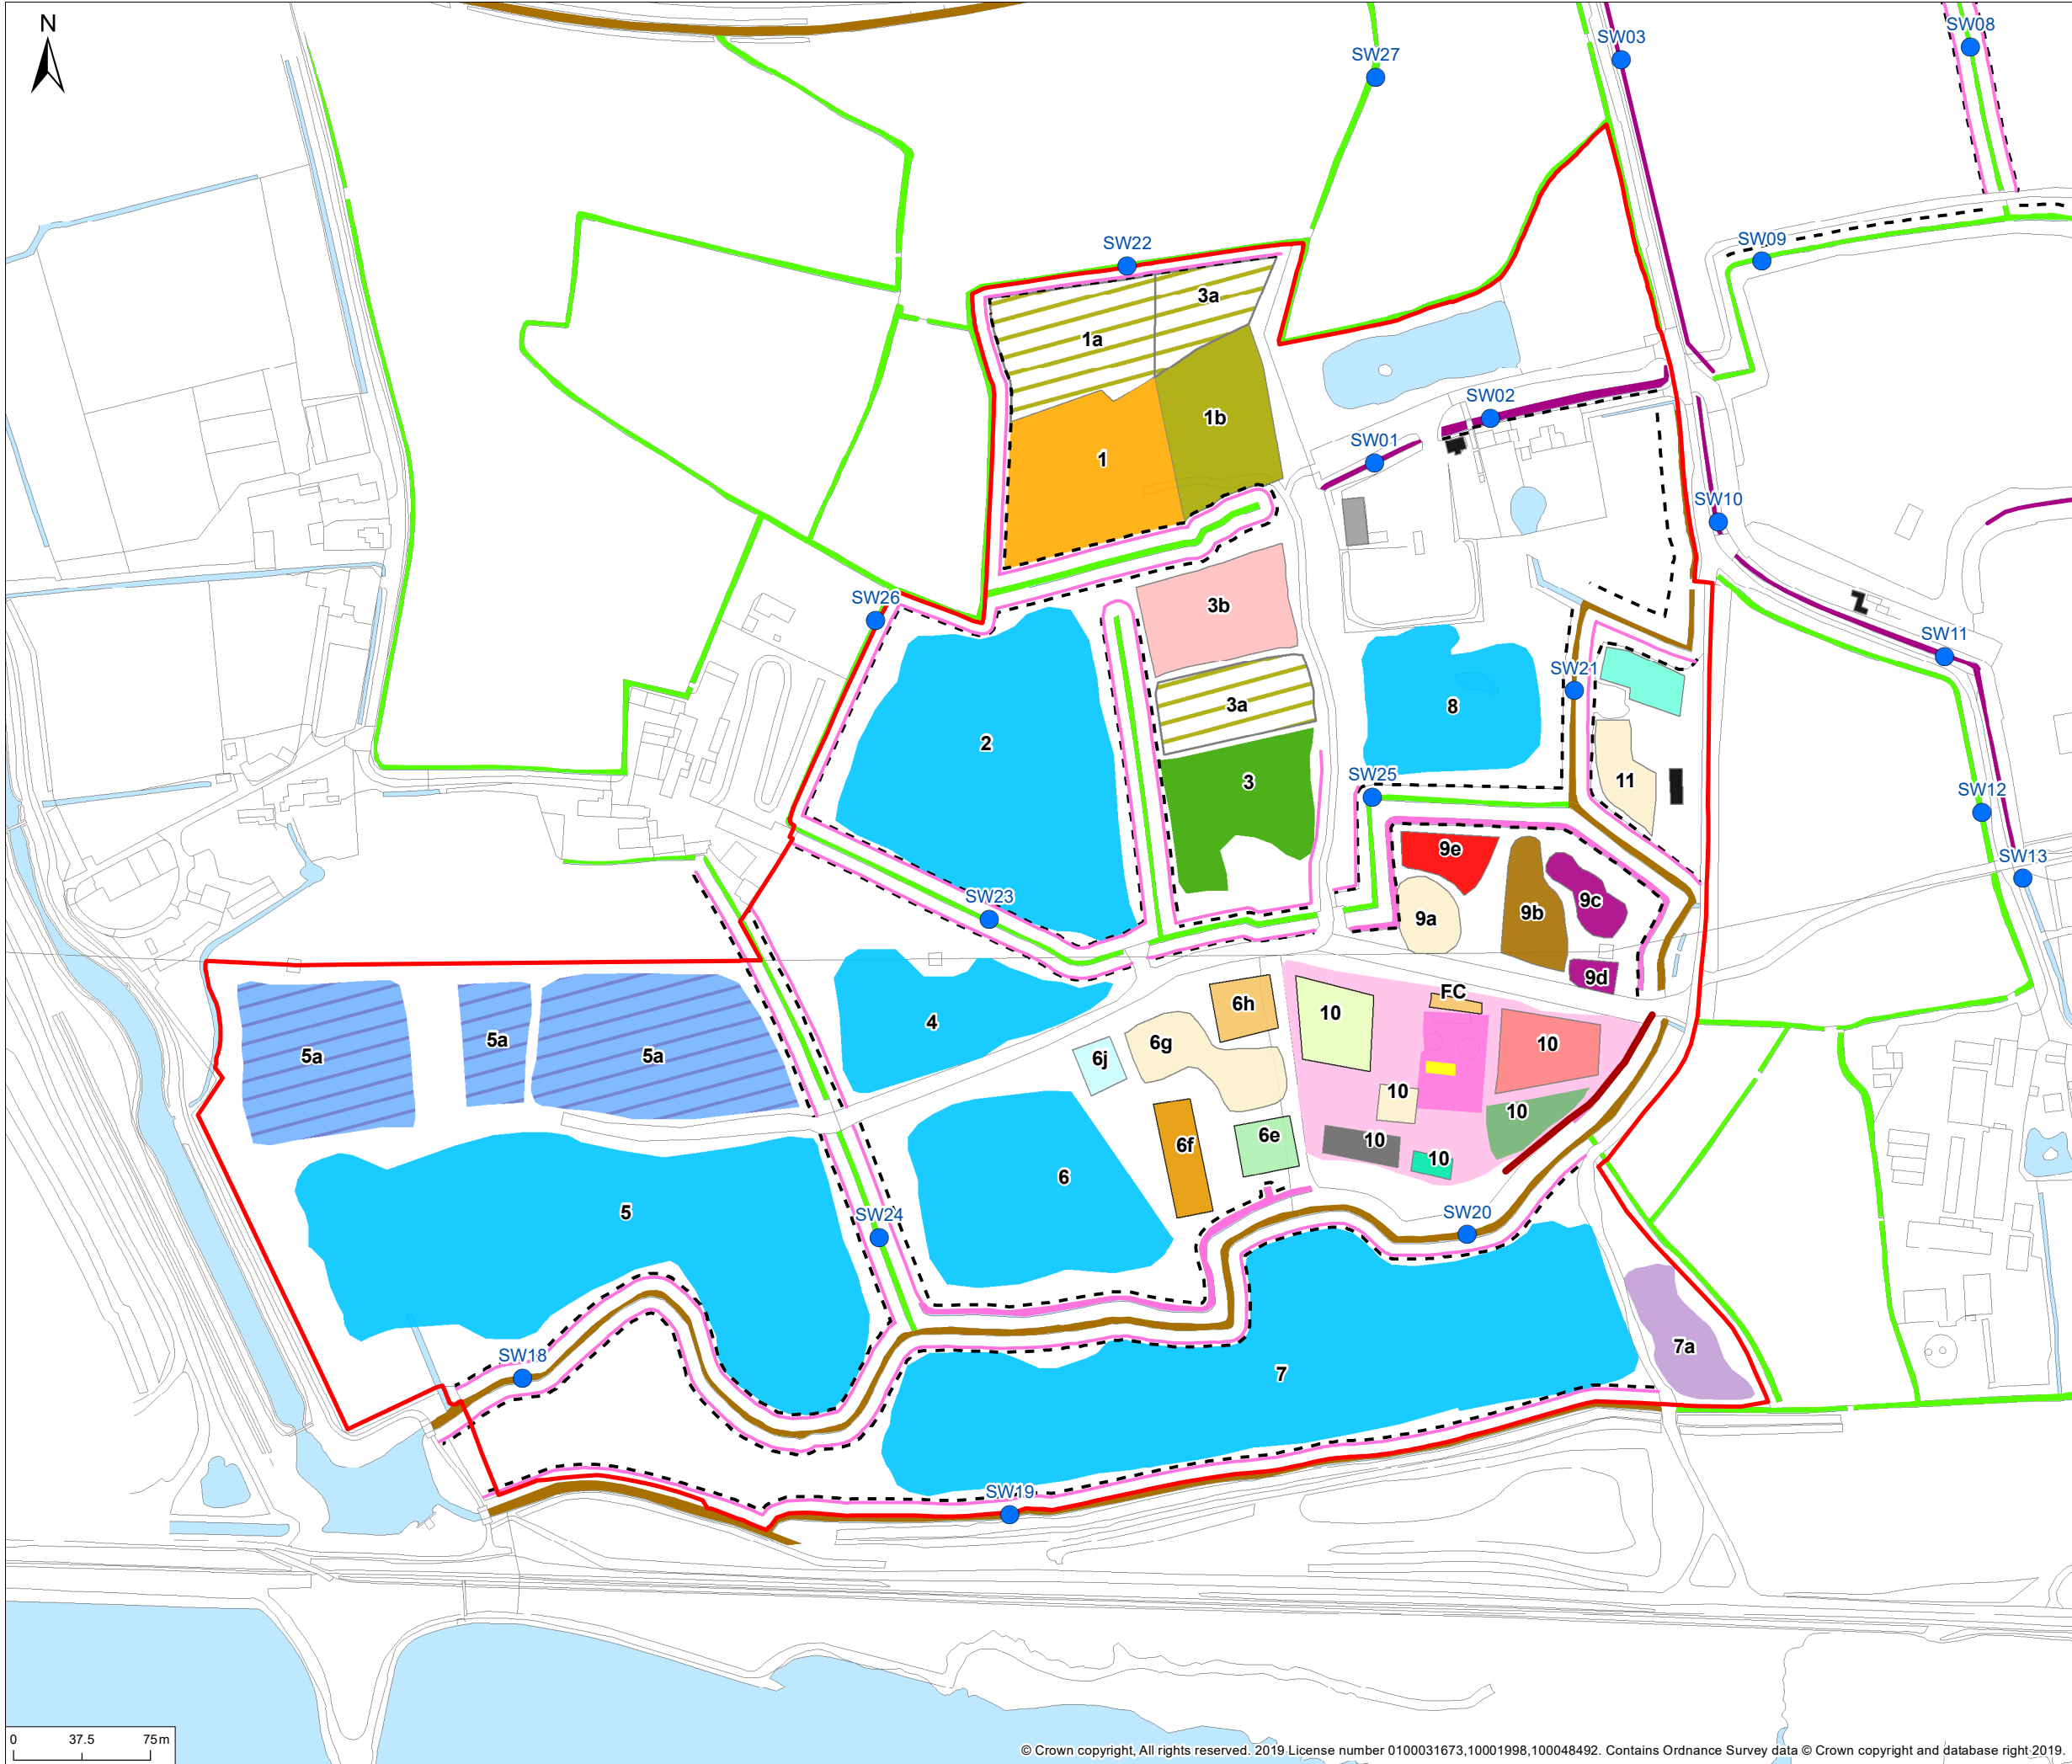 N
SW08
SW03
SW27
SW09
SW22
3a
1a
SW02
1b
SW01
1
SW10
SW26
3b
SW11
SW21
3a
8
2
3
11
SW25
SW12
9e
SW13
SW23
9c
9b
9a
9d
FC
6h
10
4
5a
5a
5a
6g
10
6j
10
10
6e
10
6f
10
6
5
SW24
SW20
7a
SW18
7
SW19
0 37.5 75m
© Crown copyright, All rights reserved. 2019 License number 0100031673,10001998,100048492. Contains Ordnance Survey data © Crown copyright and database right 2019